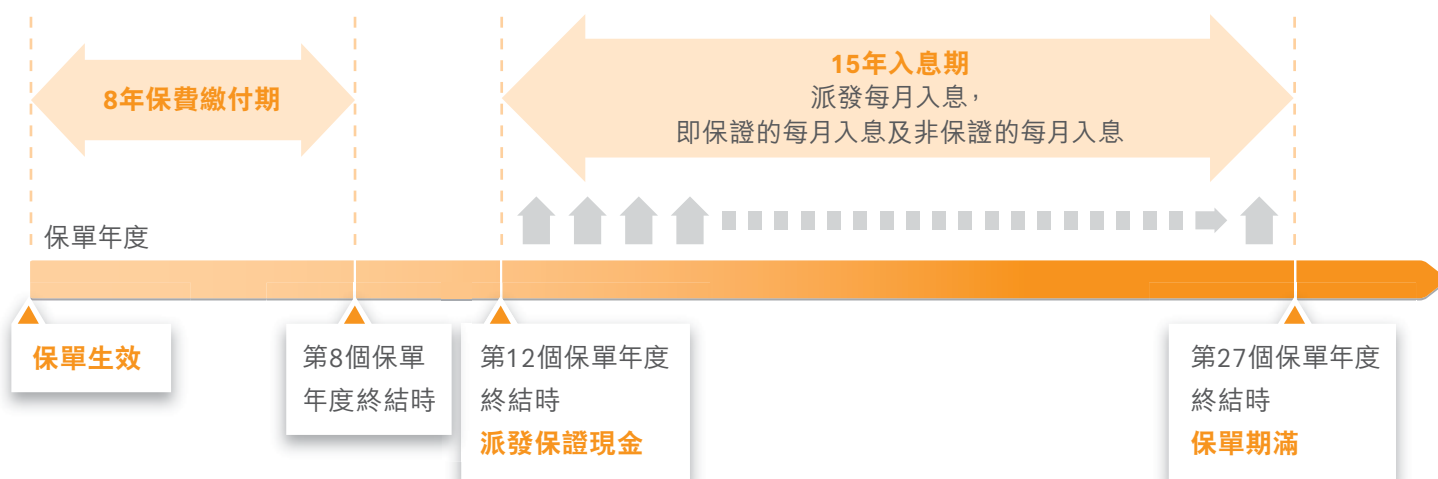 8年保費繳付期
15年入息期
派發每月入息，
即保證的每月入息及非保證的每月入息
保單年度
保單生效
第8個保單
年度終結時
第12個保單年度
終結時
派發保證現金
第27個保單年度
終結時
保單期滿